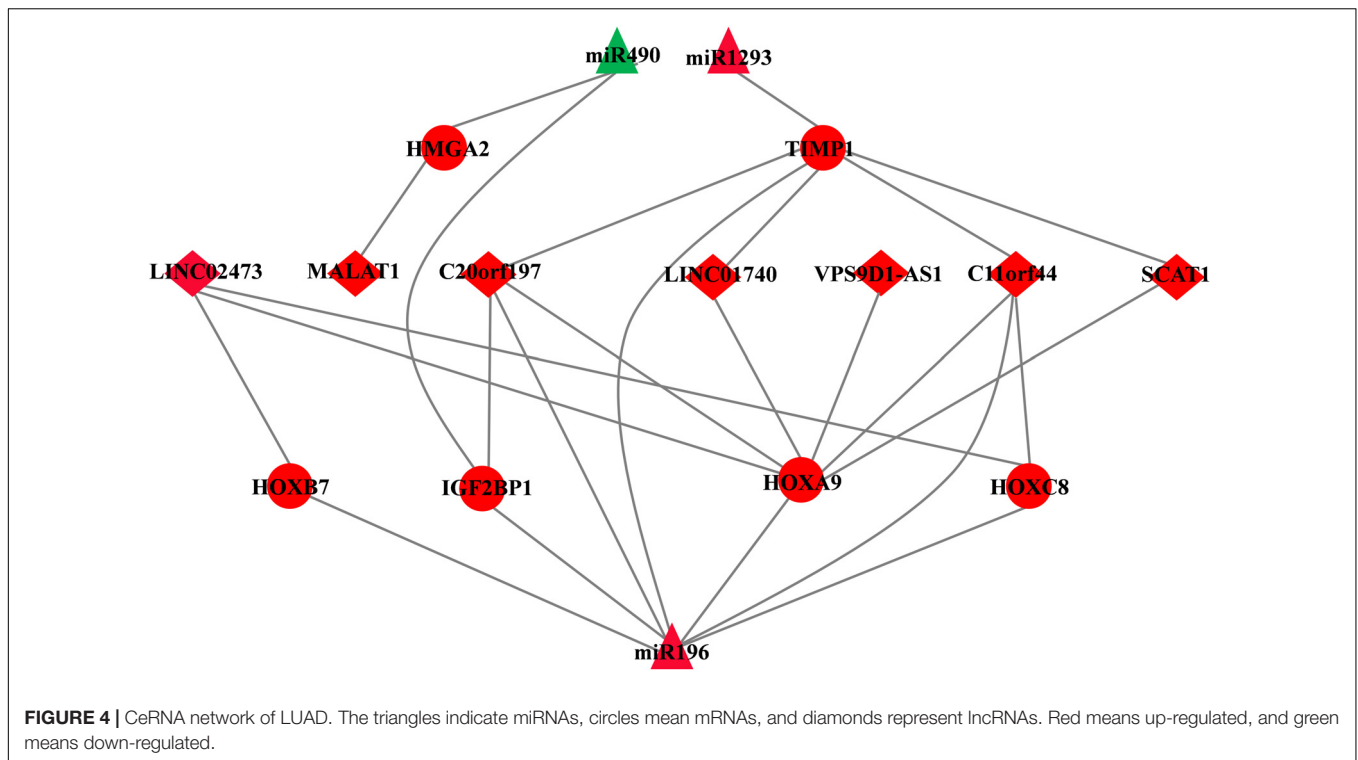 miR490 miR1293
HMGA2 TIMP1
LINC02473 MALAT1 C20orf197 LINC01740 VPS9D1-AS1 C11orf44 SCAT1
HOXB7 IGF2BP1 HOXA9 HOXC8
miR196
FIGURE 4 | CeRNA network of LUAD. The triangles indicate miRNAs, circles mean mRNAs, and diamonds represent lncRNAs. Red means up-regulated, and green
means down-regulated.